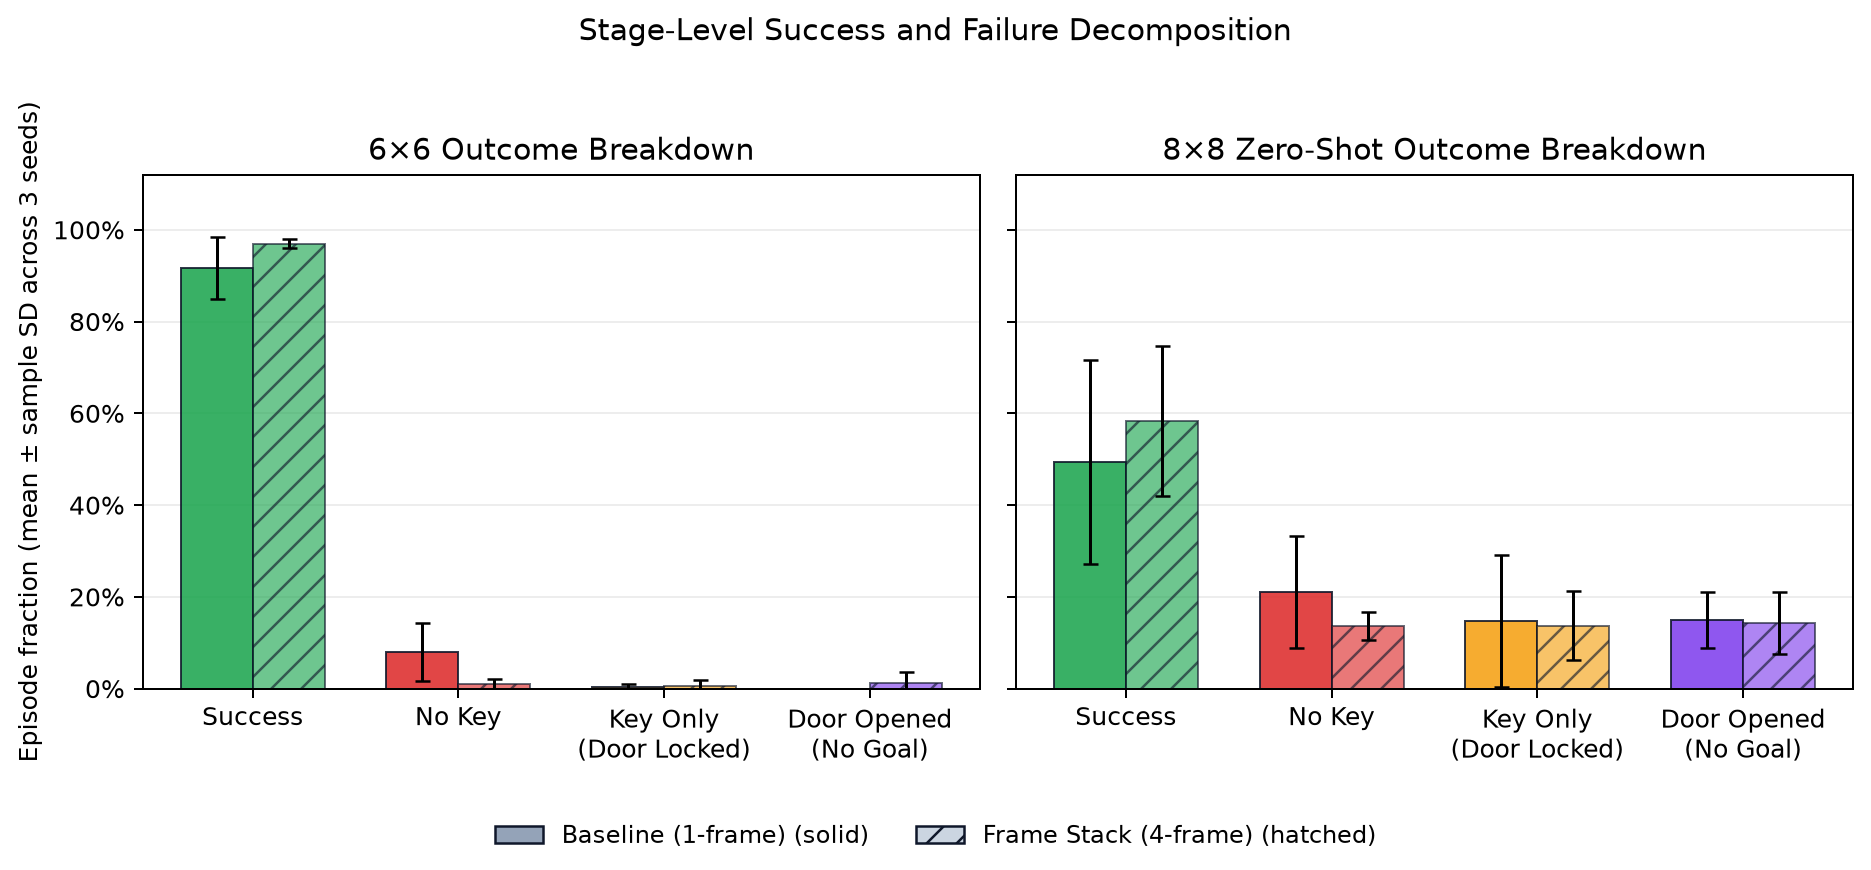 Stage-Level Success and Failure Decomposition
Episode fraction (mean ± sample SD across 3 seeds)
6×6 Outcome Breakdown
100%
80%
60%
40%
20%
0%
Success
No Key
Key Only
(Door Locked)
Door Opened
(No Goal)
8×8 Zero-Shot Outcome Breakdown
Success
No Key
Key Only
(Door Locked)
Door Opened
(No Goal)
Baseline (1-frame) (solid)
Frame Stack (4-frame) (hatched)